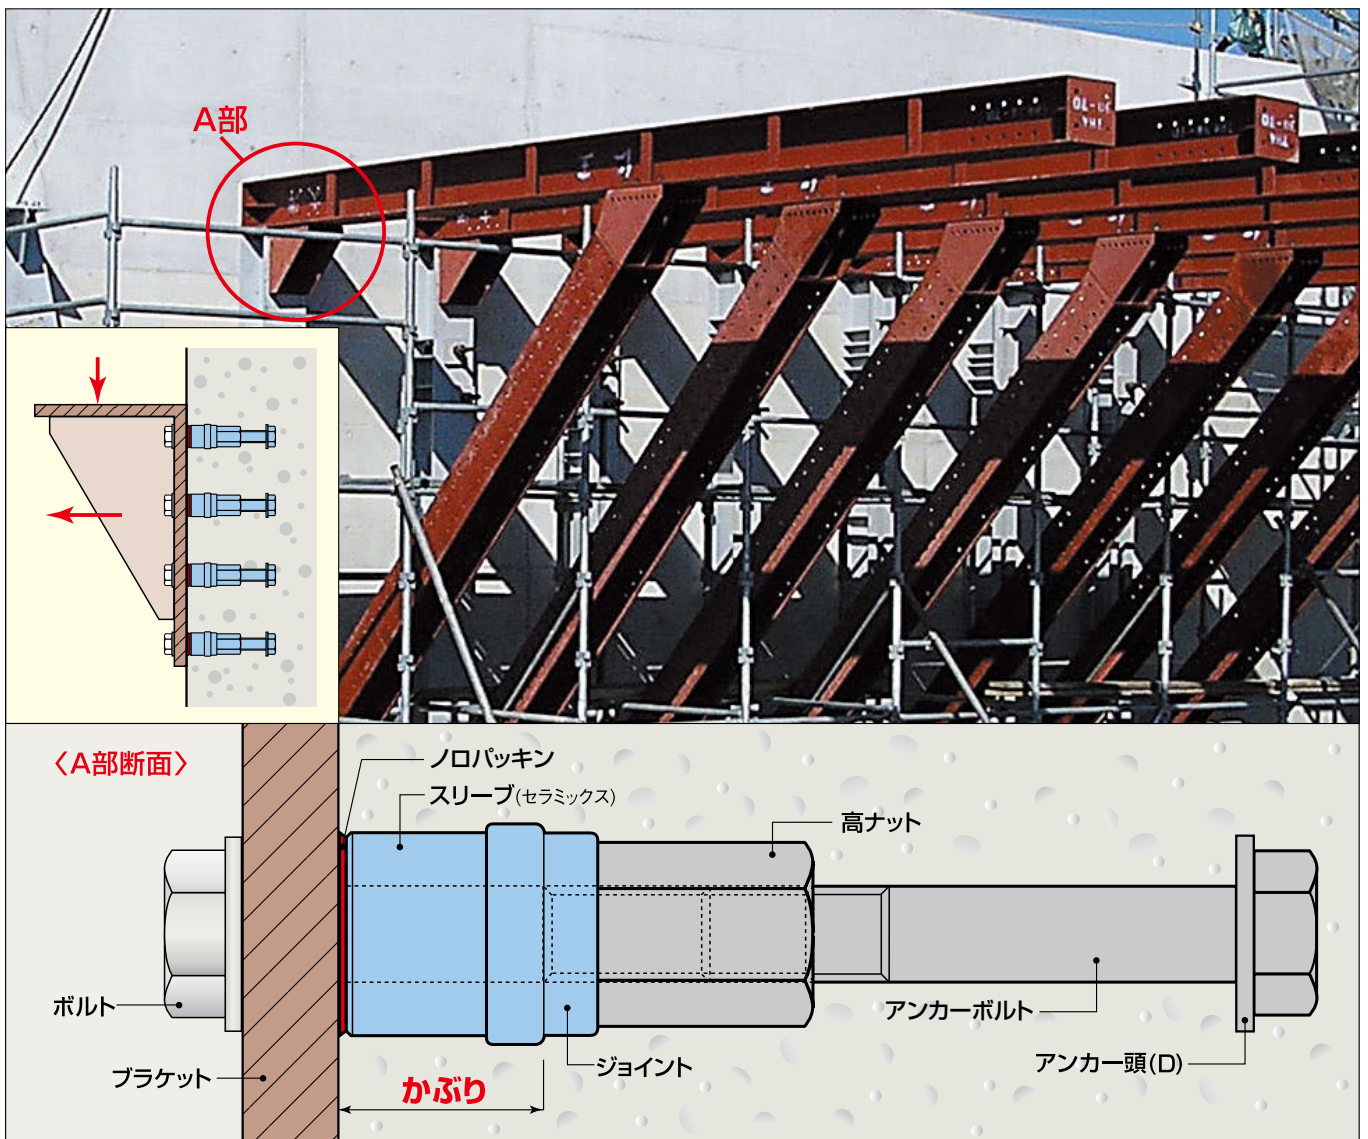 A部
〈A部断面〉
ノロパッキン
スリーブ(セラミックス)
高ナット
ボルト
アンカーボルト
ブラケット
かぶり
ジョイント
アンカー頭(D)